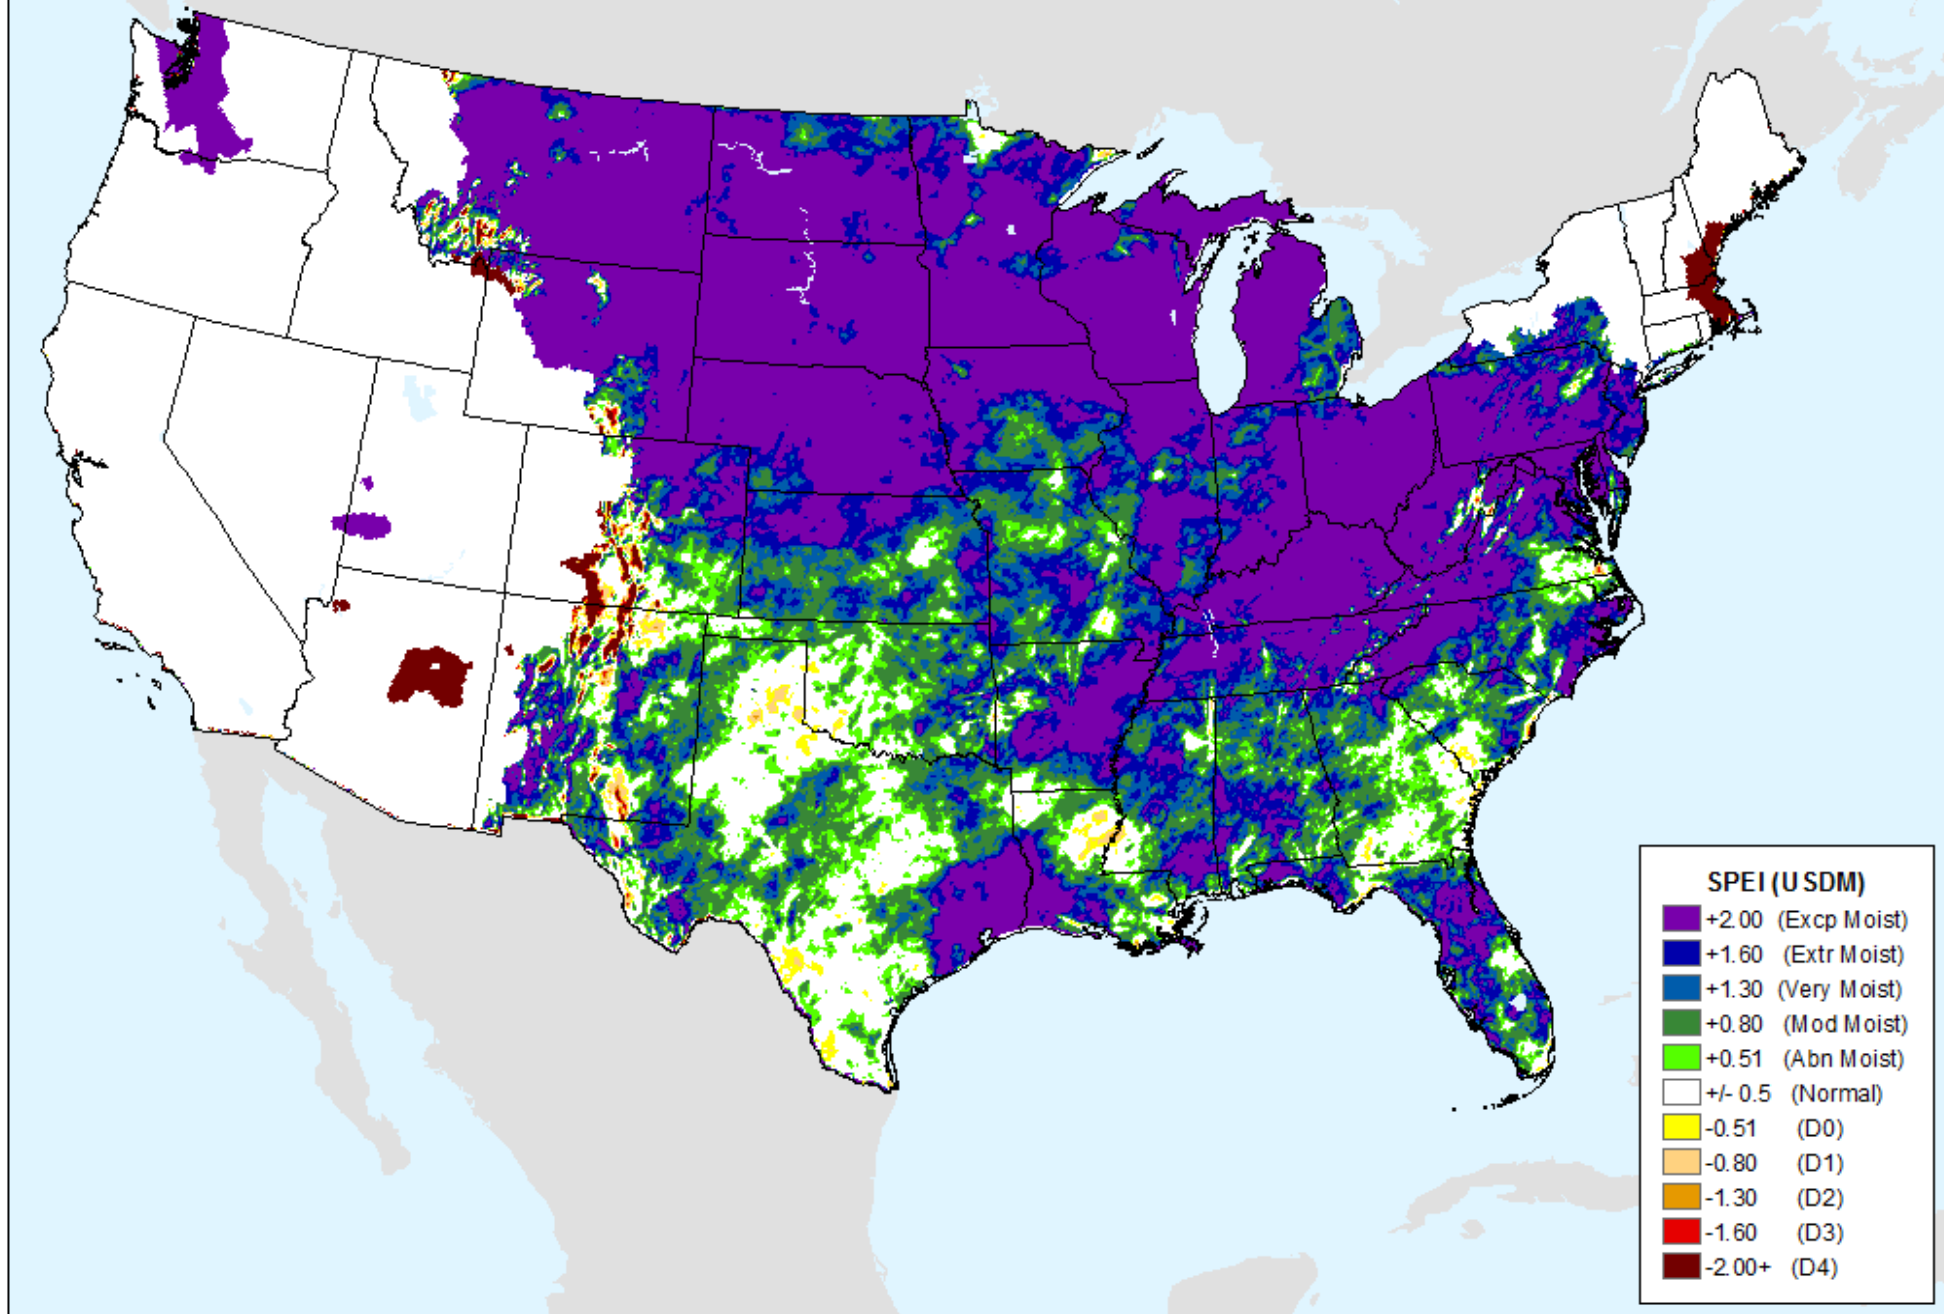 SPEI (USDM)
+2.00 (Excp Moist)
+1.60 (Extr Moist)
+1.30 (Very Moist)
+0.80 (Mod Moist)
+0.51 (Abn Moist)
+/- 0.5 (Normal)
-0.51 (D0)
-0.80 (D1)
-1.30 (D2)
-1.60 (D3)
-2.00+ (D4)